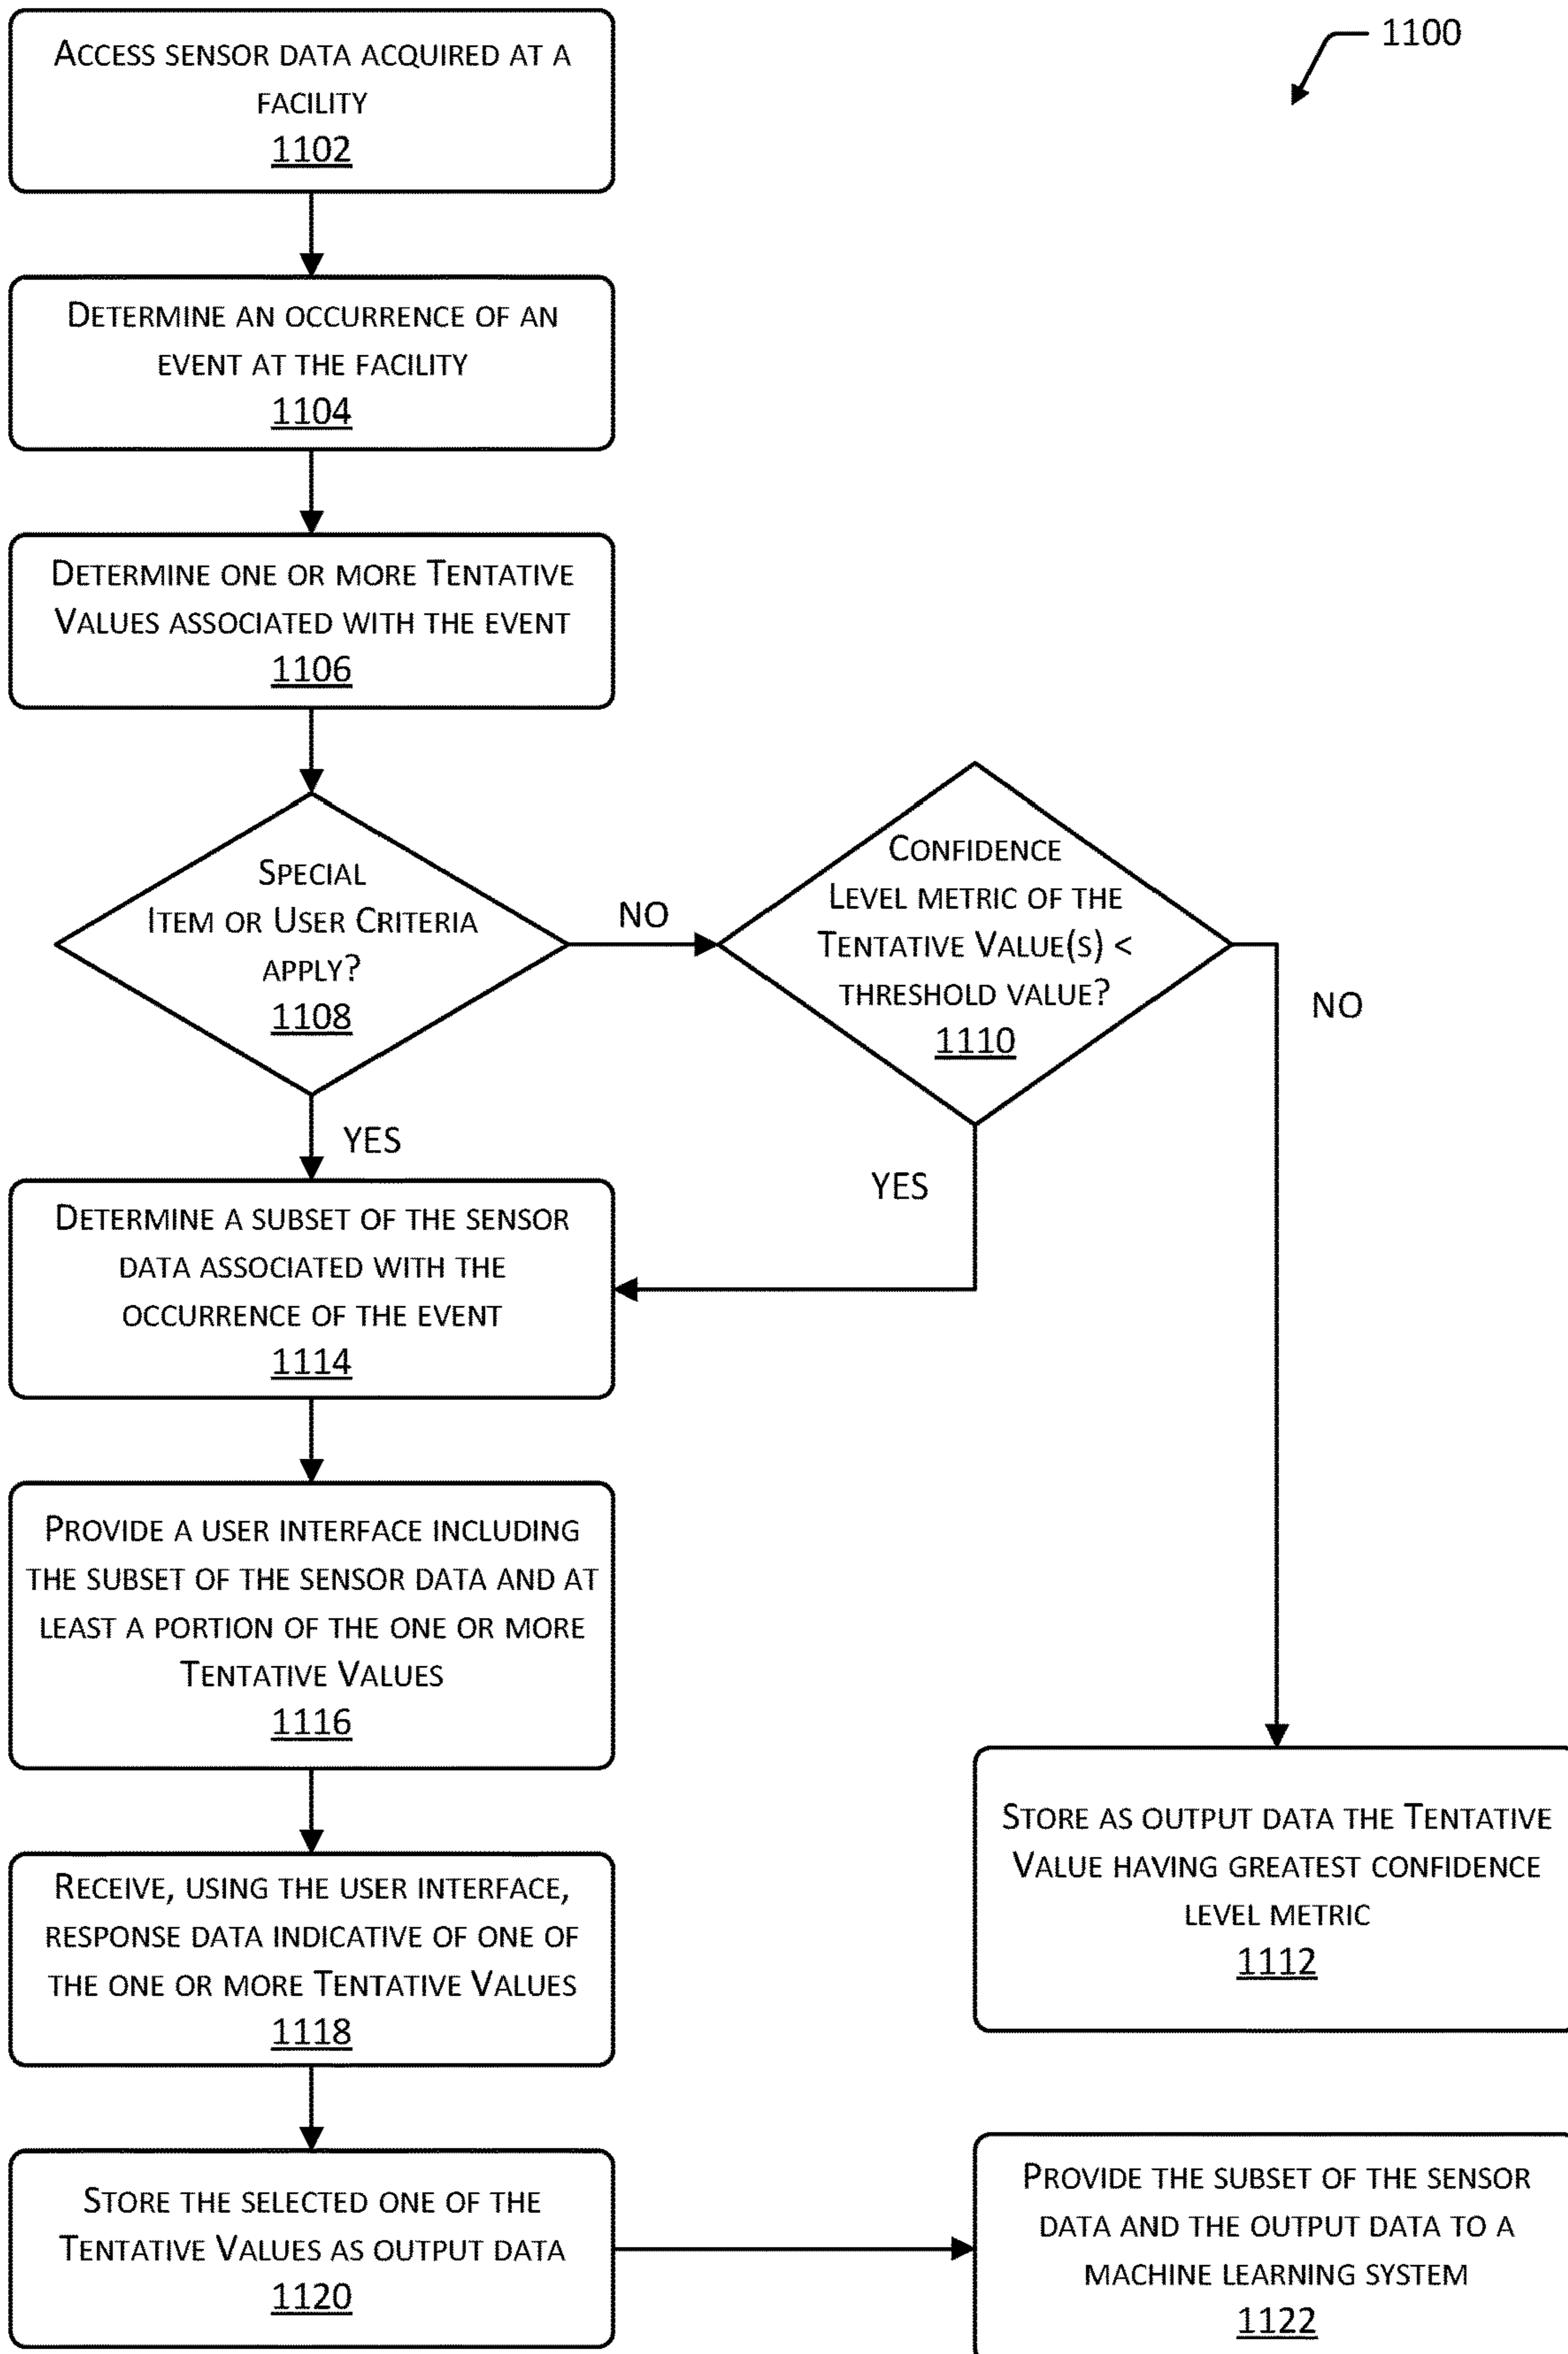 1100
Access sensor data acquired at a
facility
1102
Determine an occurrence of an
event at the facility
1104
Determine one or more Tentative
Values associated with the event
1106
Special
Item or User Criteria
apply?
1108
NO
Confidence
Level metric of the
Tentative Value(s) <
threshold value?
1110
NO
YES
YES
Determine a subset of the sensor
data associated with the
occurrence of the event
1114
Provide a user interface including
the subset of the sensor data and at
least a portion of the one or more
Tentative Values
1116
Receive, using the user interface,
response data indicative of one of
the one or more Tentative Values
1118
Store as output data the Tentative
Value having greatest confidence
level metric
1112
Store the selected one of the
Tentative Values as output data
1120
Provide the subset of the sensor
data and the output data to a
machine learning system
1122